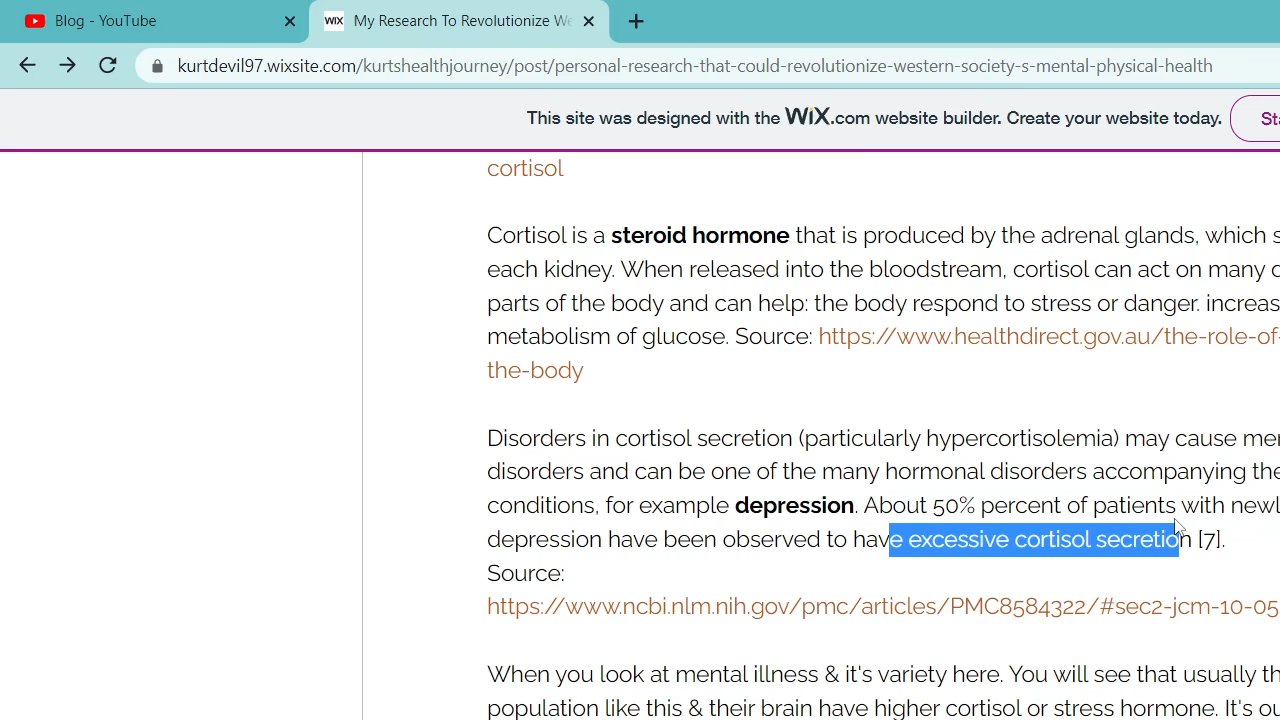 Blog - YouTube
WIX My Research To Revolutionize We
kurtdevil97.wixsite.com/kurtshealthjourney/post/personal-research-that-could-revolutionize-western-society-s-mental-physical-health
This site was designed with the WIX.com website builder. Create your website today. Sta
cortisol
Cortisol is a steroid hormone that is produced by the adrenal glands, which s
each kidney. When released into the bloodstream, cortisol can act on many d
parts of the body and can help: the body respond to stress or danger. increas
metabolism of glucose. Source: https://www.healthdirect.gov.au/the-role-of-
the-body
Disorders in cortisol secretion (particularly hypercortisolemia) may cause men
disorders and can be one of the many hormonal disorders accompanying the
conditions, for example depression. About 50% percent of patients with newl
depression have been observed to have excessive cortisol secretion [7].
Source:
https://www.ncbi.nlm.nih.gov/pmc/articles/PMC8584322/#sec2-jcm-10-05
When you look at mental illness & it's variety here. You will see that usually th
population like this & their brain have higher cortisol or stress hormone. It's ou